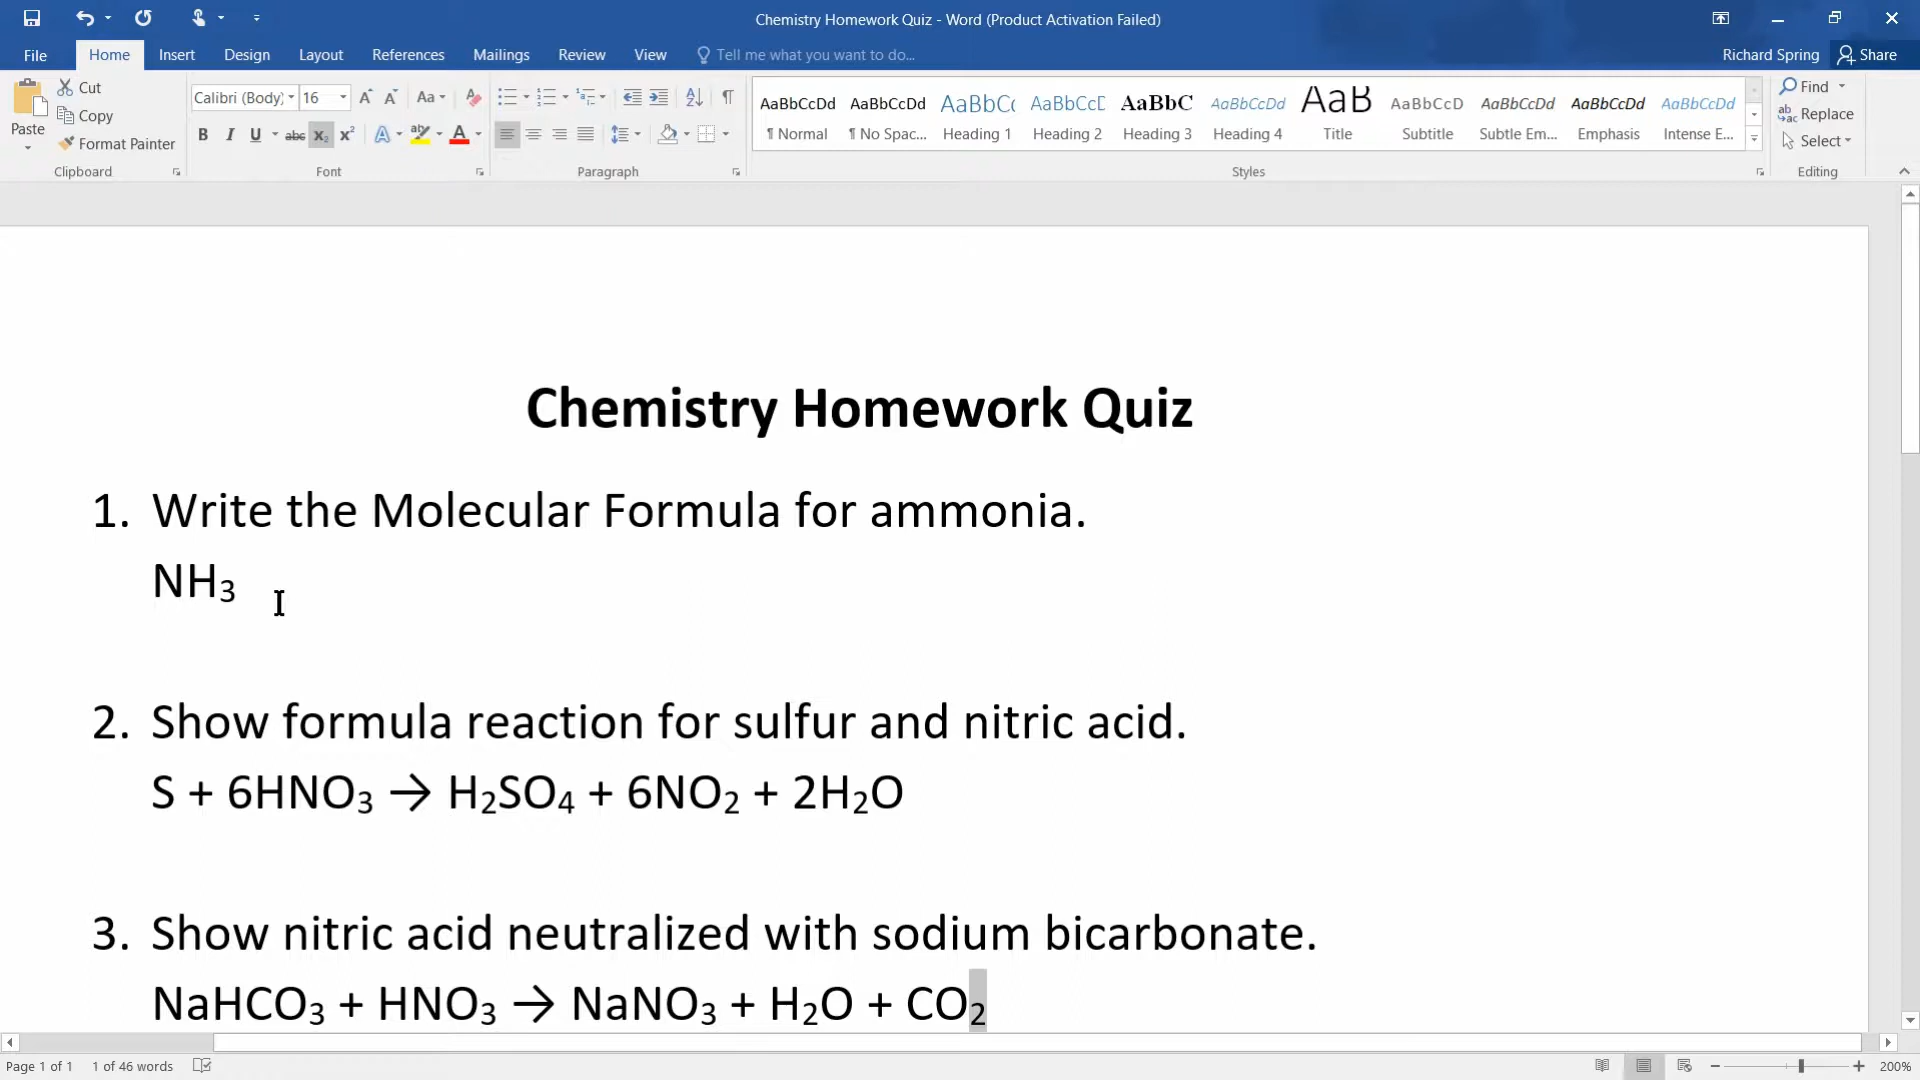 Chemistry Homework Quiz - Word (Product Activation Failed)
File Home Insert Design Layout References Mailings Review View Tell me what you want to do... Richard Spring Share
Paste
Cut
Copy
Format Painter
Clipboard
Calibri (Body) 16 Aa
B I U abc X₂ X² A A
Font
Paragraph
AaBbCcDd AaBbCcDd AaBbCc AaBbCcD AaBbC AaBbCcDd AaB AaBbCcD AaBbCcDd AaBbCcDd AaBbCcDd
¶ Normal ¶ No Spac... Heading 1 Heading 2 Heading 3 Heading 4 Title Subtitle Subtle Em... Emphasis Intense E...
Styles
Find
Replace
Select
Editing
Chemistry Homework Quiz
1. Write the Molecular Formula for ammonia.
NH₃
2. Show formula reaction for sulfur and nitric acid.
S + 6HNO₃ → H₂SO₄ + 6NO₂ + 2H₂O
3. Show nitric acid neutralized with sodium bicarbonate.
NaHCO₃ + HNO₃ → NaNO₃ + H₂O + CO₂
Page 1 of 1 1 of 46 words 200%